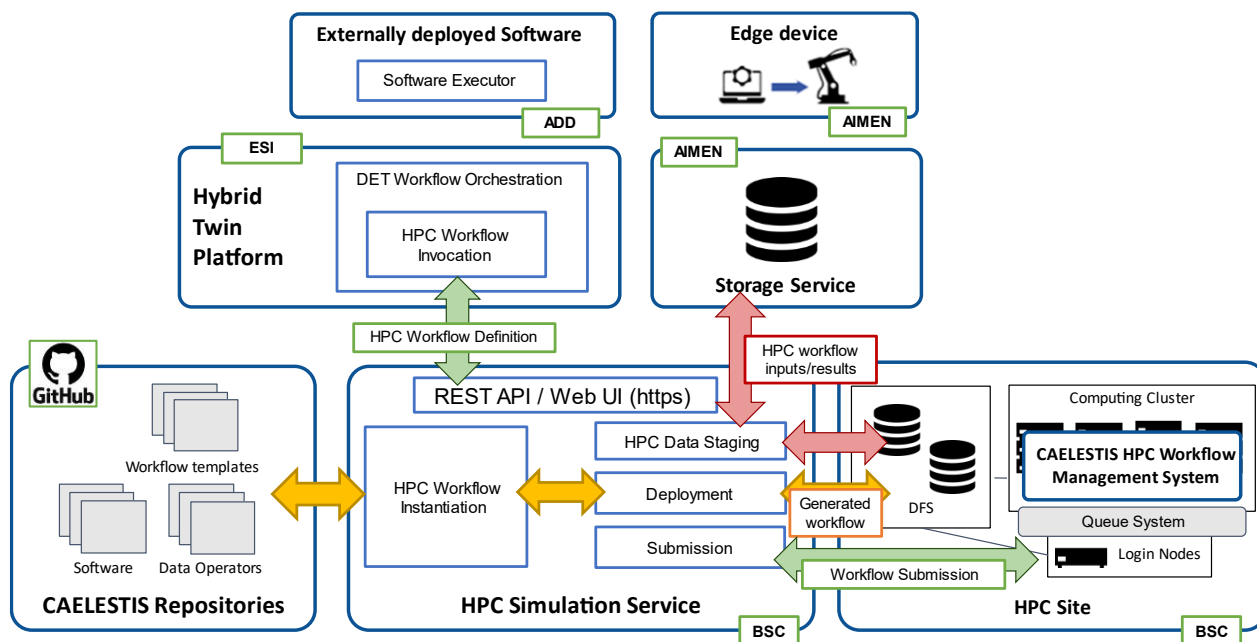 Externally deployed Software
Software Executor
ADD
Edge device
AIMEN
ESI
Hybrid
Twin
Platform
DET Workflow Orchestration
HPC Workflow
Invocation
AIMEN
Storage Service
HPC Workflow Definition
HPC workflow
inputs/results
GitHub
Workflow templates
Software
Data Operators
CAELESTIS Repositories
REST API / Web UI (https)
HPC Workflow
Instantiation
HPC Data Staging
Deployment
Submission
HPC Simulation Service
BSC
Generated
workflow
Workflow Submission
DFS
Computing Cluster
CAELESTIS HPC Workflow
Management System
Queue System
Login Nodes
HPC Site
BSC